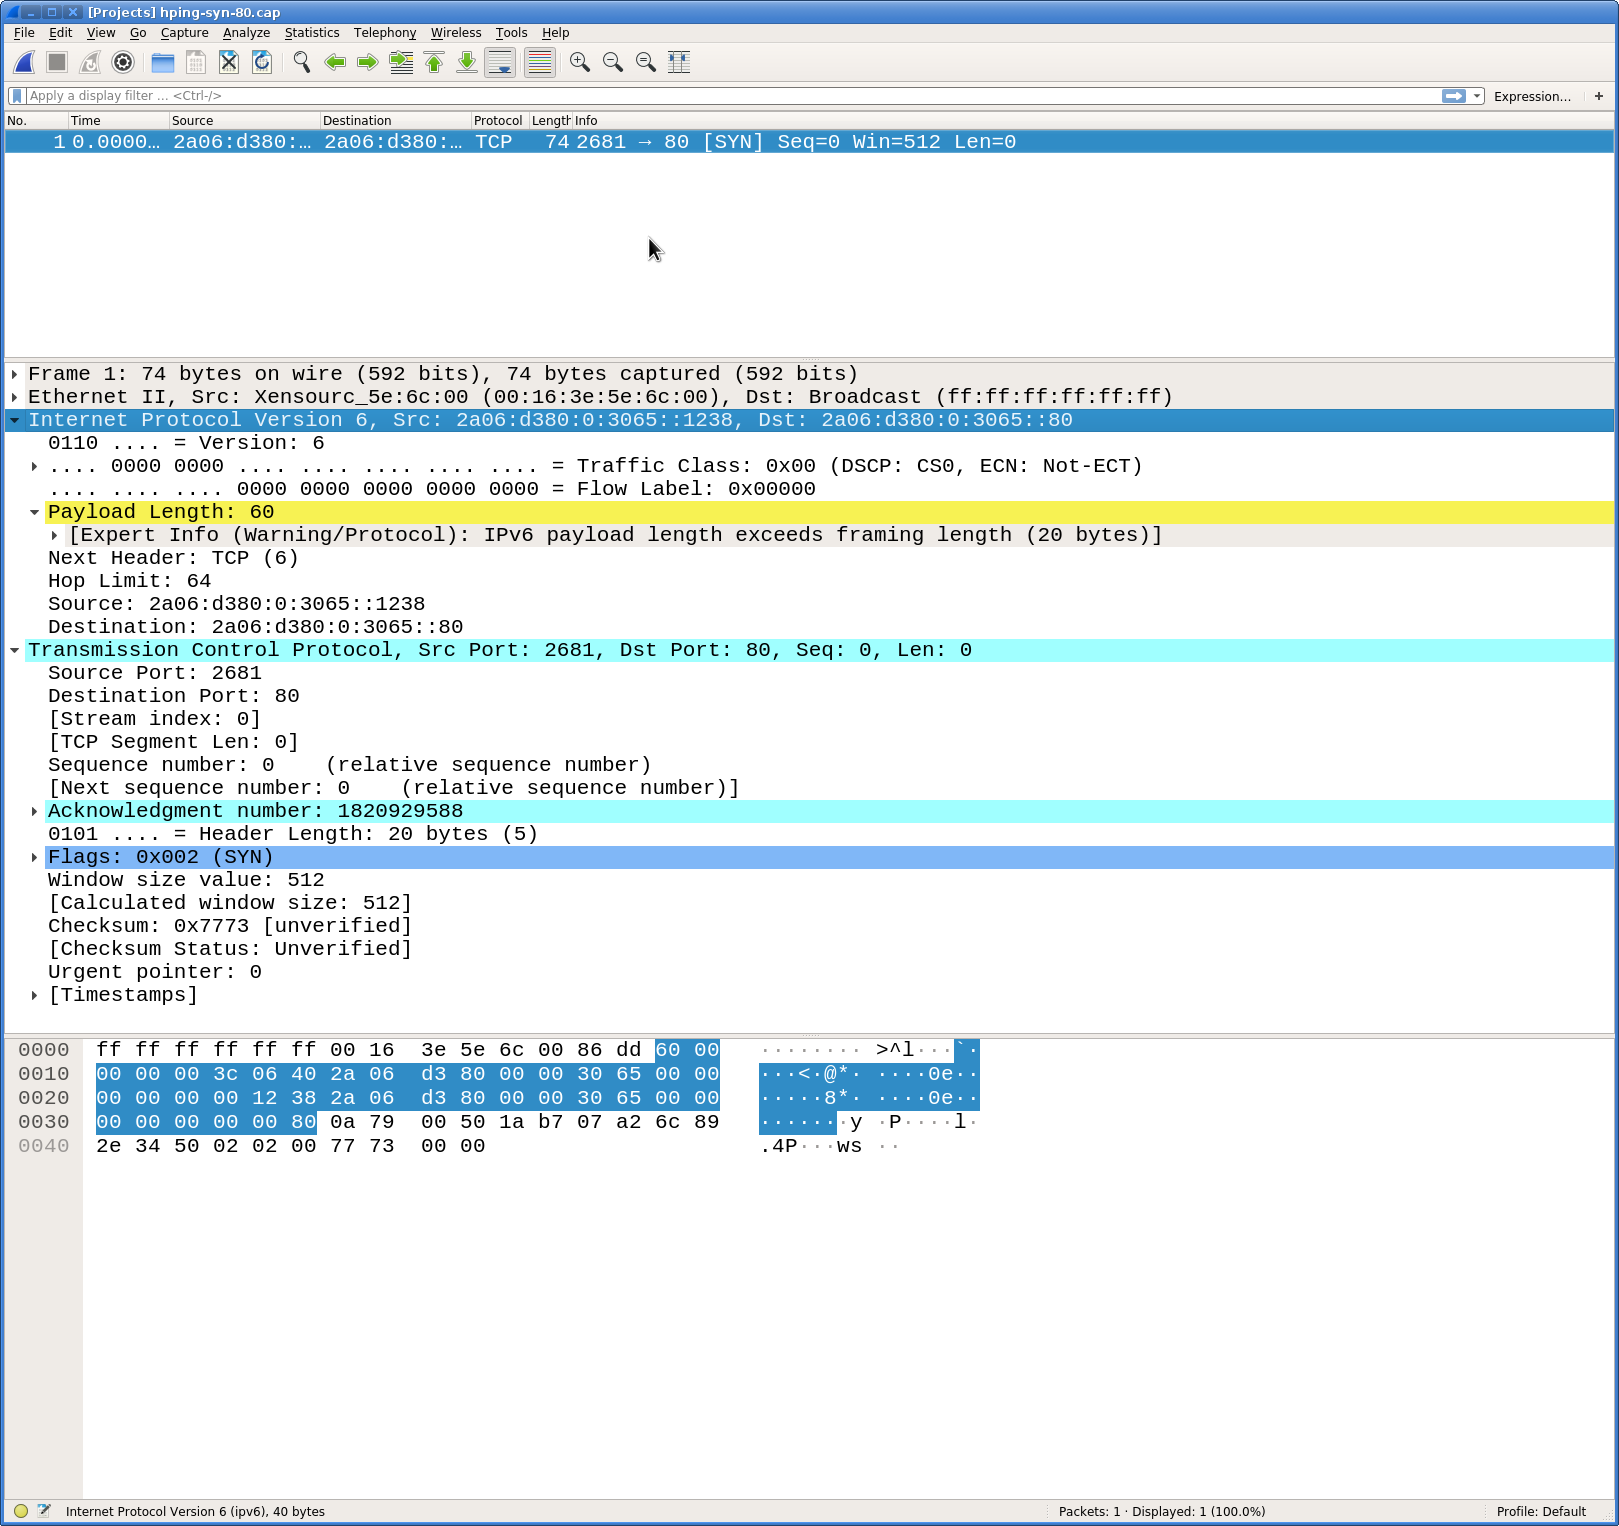 [Projects] hping-syn-80.cap
File Edit View Go Capture Analyze Statistics Telephony Wireless Tools Help
Apply a display filter ... <Ctrl-/> Expression... +
No. Time Source Destination Protocol Length Info
1 0.0000… 2a06:d380:… 2a06:d380:… TCP 74 2681 → 80 [SYN] Seq=0 Win=512 Len=0
Frame 1: 74 bytes on wire (592 bits), 74 bytes captured (592 bits)
Ethernet II, Src: Xensourc_5e:6c:00 (00:16:3e:5e:6c:00), Dst: Broadcast (ff:ff:ff:ff:ff:ff)
Internet Protocol Version 6, Src: 2a06:d380:0:3065::1238, Dst: 2a06:d380:0:3065::80
0110 .... = Version: 6
.... 0000 0000 .... .... .... .... .... = Traffic Class: 0x00 (DSCP: CS0, ECN: Not-ECT)
.... .... .... 0000 0000 0000 0000 0000 = Flow Label: 0x00000
Payload Length: 60
[Expert Info (Warning/Protocol): IPv6 payload length exceeds framing length (20 bytes)]
Next Header: TCP (6)
Hop Limit: 64
Source: 2a06:d380:0:3065::1238
Destination: 2a06:d380:0:3065::80
Transmission Control Protocol, Src Port: 2681, Dst Port: 80, Seq: 0, Len: 0
Source Port: 2681
Destination Port: 80
[Stream index: 0]
[TCP Segment Len: 0]
Sequence number: 0    (relative sequence number)
[Next sequence number: 0    (relative sequence number)]
Acknowledgment number: 1820929588
0101 .... = Header Length: 20 bytes (5)
Flags: 0x002 (SYN)
Window size value: 512
[Calculated window size: 512]
Checksum: 0x7773 [unverified]
[Checksum Status: Unverified]
Urgent pointer: 0
[Timestamps]
0000 ff ff ff ff ff ff 00 16 3e 5e 6c 00 86 dd 60 00 ········ >^l···`·
0010 00 00 00 3c 06 40 2a 06 d3 80 00 00 30 65 00 00 ···<·@*· ····0e··
0020 00 00 00 00 12 38 2a 06 d3 80 00 00 30 65 00 00 ·····8*· ····0e··
0030 00 00 00 00 00 80 0a 79 00 50 1a b7 07 a2 6c 89 ·······y ·P····l·
0040 2e 34 50 02 02 00 77 73 00 00 .4P···ws ··
Internet Protocol Version 6 (ipv6), 40 bytes Packets: 1 · Displayed: 1 (100.0%) Profile: Default